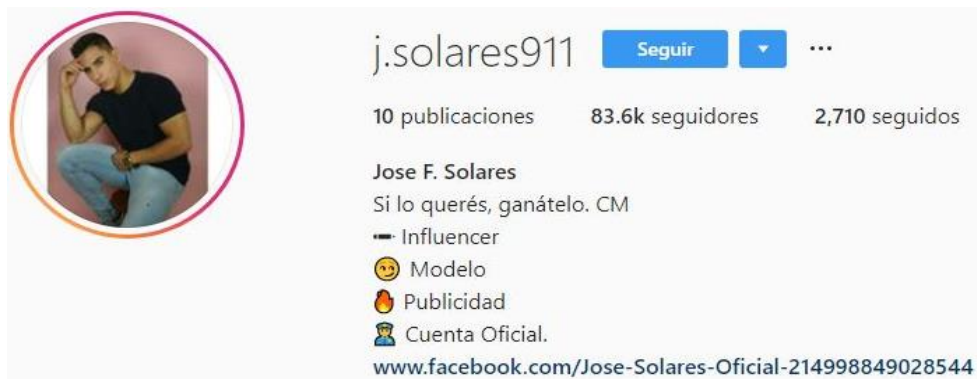 j.solares911 Seguir ...
10 publicaciones 83.6k seguidores 2,710 seguidos
Jose F. Solares
Si lo querés, ganátelo. CM
Influencer
😏 Modelo
🔥 Publicidad
👮 Cuenta Oficial.
www.facebook.com/Jose-Solares-Oficial-214998849028544